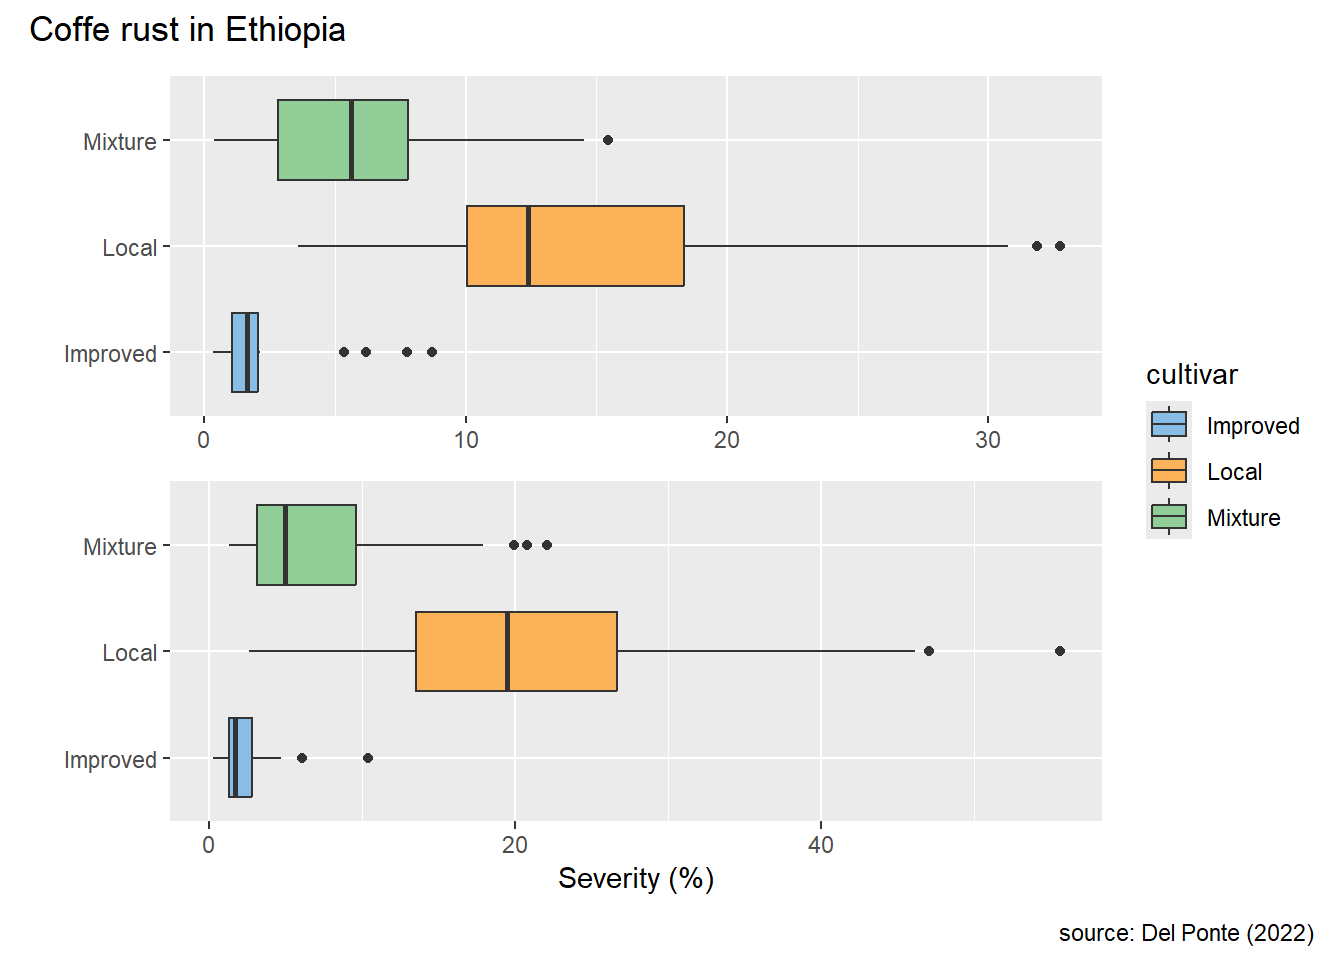 Coffe rust in Ethiopia
Mixture
Local
Improved
0 10 20 30
cultivar
Improved
Local
Mixture
Mixture
Local
Improved
0 20 40
Severity (%)
source: Del Ponte (2022)